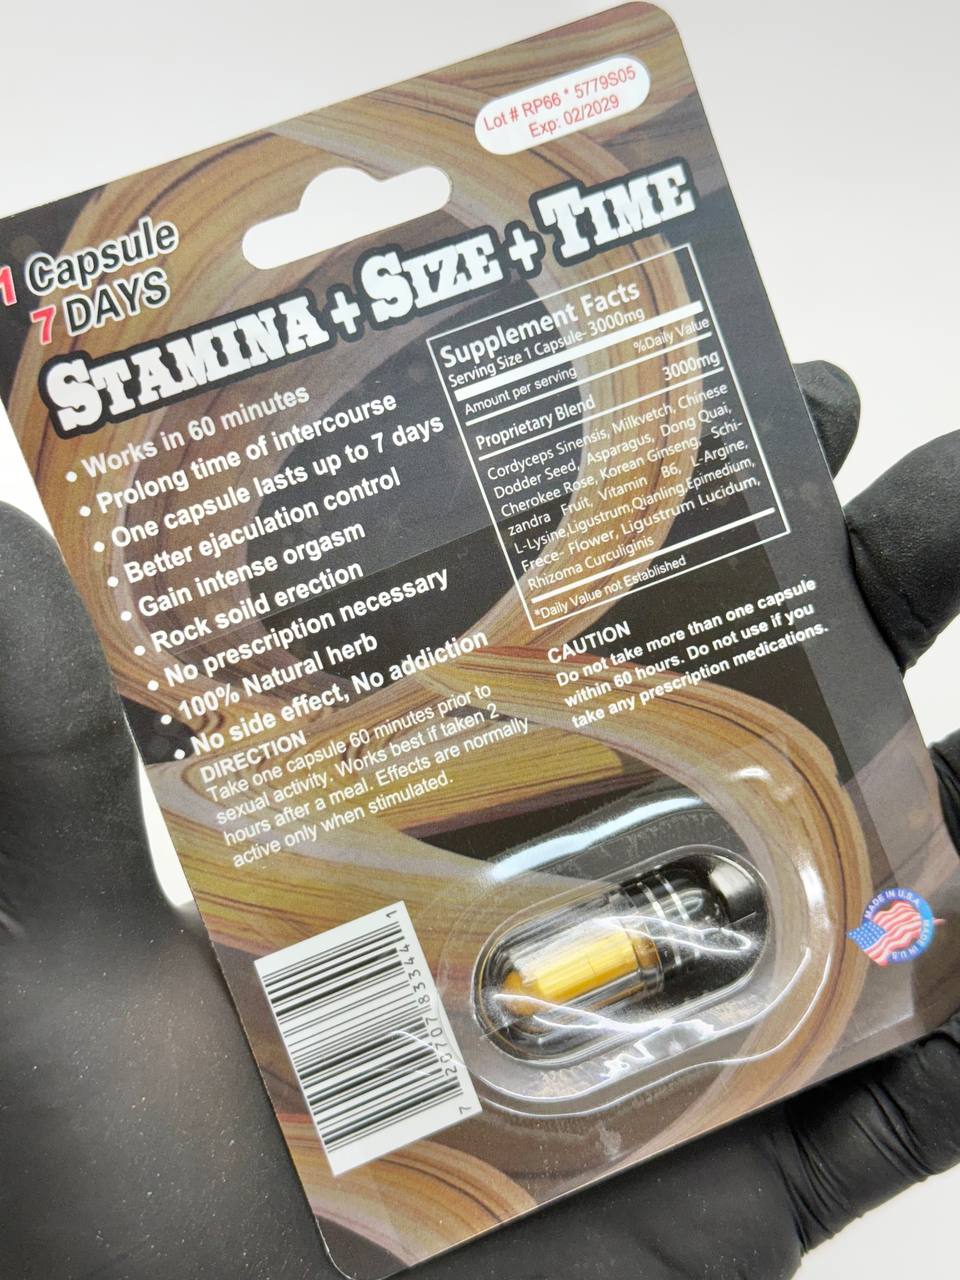 Lot # RP66 * 5779S05
Exp: 02/2029
1 Capsule
7 DAYS
STAMINA + SIZE + TIME
• Works in 60 minutes
• Prolong time of intercourse
• One capsule lasts up to 7 days
• Better ejaculation control
• Gain intense orgasm
• Rock soild erection
• No prescription necessary
• 100% Natural herb
• No side effect, No addiction
DIRECTION
Take one capsule 60 minutes prior to
sexual activity. Works best if taken 2
hours after a meal. Effects are normally
active only when stimulated.
Supplement Facts
Serving Size 1 Capsule- 3000mg
%Daily Value
Amount per serving
Proprietary Blend 3000mg
Cordyceps Sinensis, Milkvetch, Chinese
Dodder Seed, Asparagus, Dong Quai,
Cherokee Rose, Korean Ginseng, Schi-
zandra Fruit, Vitamin B6, L-Argine,
L-Lysine,Ligustrum,Qianling,Epimedium,
Frece- Flower, Ligustrum Lucidum,
Rhizoma Curculiginis
*Daily Value not Established
CAUTION
Do not take more than one capsule
within 60 hours. Do not use if you
take any prescription medications.
MADE IN U.S.A.
MADE IN U.S.
7 20707 18334 1